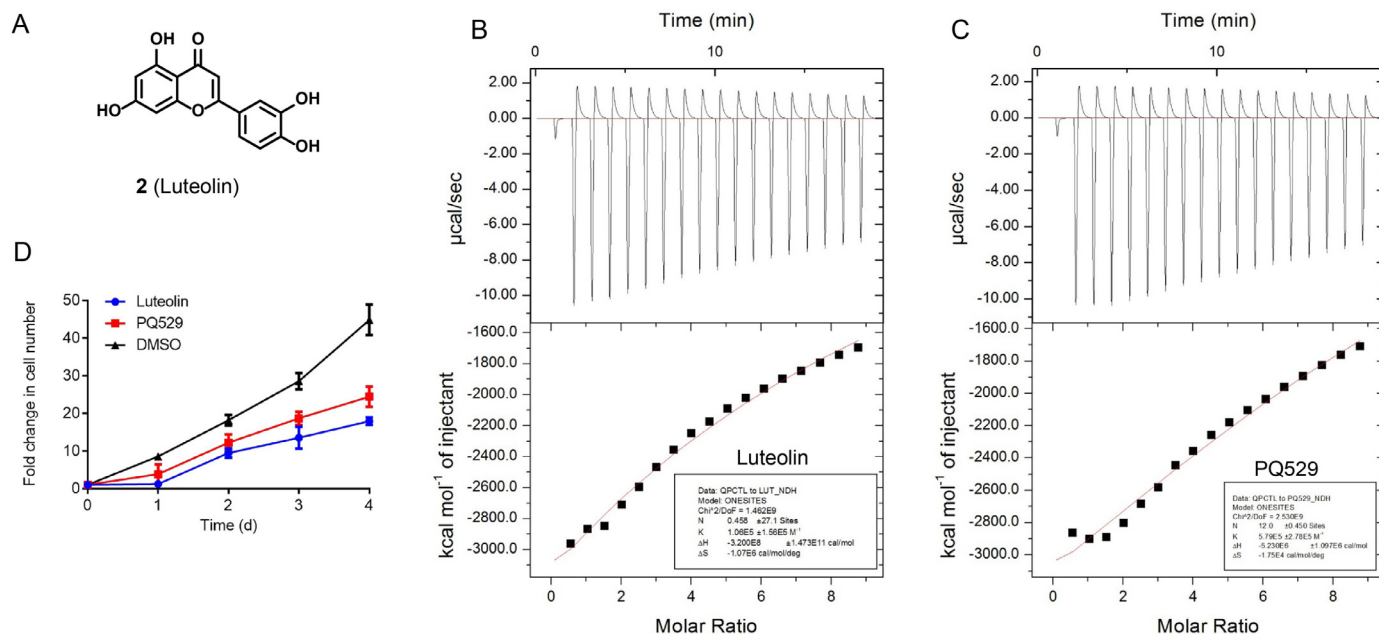 A
OH
O
HO
O
OH
OH
2 (Luteolin)
B
Time (min)
0 10
2.00
0.00
-2.00
-4.00
-6.00
-8.00
-10.00
µcal/sec
-1600.0
-1800.0
-2000.0
-2200.0
-2400.0
-2600.0
-2800.0
-3000.0
kcal mol⁻¹ of injectant
Luteolin
Data: QPCTL to LUT_NDH
Model: ONESITES
Chi^2/DoF = 1.462E9
N 0.458 ±27.1 Sites
K 1.06E5 ±1.56E5 M⁻¹
ΔH -3.200E8 ±1.473E11 cal/mol
ΔS -1.07E6 cal/mol/deg
0 2 4 6 8
Molar Ratio
C
Time (min)
0 10
2.00
0.00
-2.00
-4.00
-6.00
-8.00
-10.00
µcal/sec
-1600.0
-1800.0
-2000.0
-2200.0
-2400.0
-2600.0
-2800.0
-3000.0
kcal mol⁻¹ of injectant
PQ529
Data: QPCTL to PQ529_NDH
Model: ONESITES
Chi^2/DoF = 2.530E9
N 12.0 ±0.450 Sites
K 5.79E5 ±2.78E5 M⁻¹
ΔH -5.230E6 ±1.097E6 cal/mol
ΔS -1.75E4 cal/mol/deg
0 2 4 6 8
Molar Ratio
D
Luteolin
PQ529
DMSO
50
40
30
20
10
0
Fold change in cell number
0 1 2 3 4
Time (d)